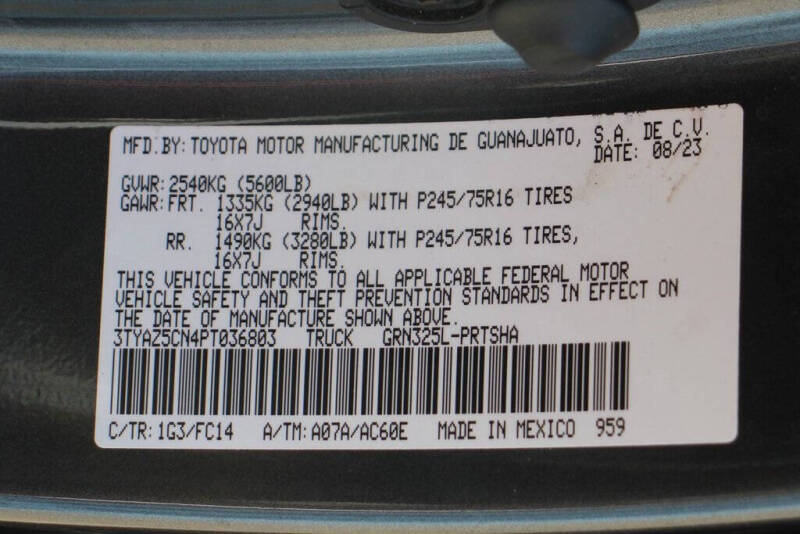 MFD.BY: TOYOTA MOTOR MANUFACTURING DE GUANAJUATO, S.A. DE C.V.
DATE: 08/23
GVWR: 2540KG (5600LB)
GAWR: FRT. 1335KG (2940LB) WITH P245/75R16 TIRES
16X7J RIMS.
RR. 1490KG (3280LB) WITH P245/75R16 TIRES,
16X7J RIMS.
THIS VEHICLE CONFORMS TO ALL APPLICABLE FEDERAL MOTOR
VEHICLE SAFETY AND THEFT PREVENTION STANDARDS IN EFFECT ON
THE DATE OF MANUFACTURE SHOWN ABOVE.
3TYAZ5CN4PT036803 TRUCK GRN325L-PRTSHA
C/TR: 1G3/FC14 A/TM: A07A/AC60E MADE IN MEXICO 959